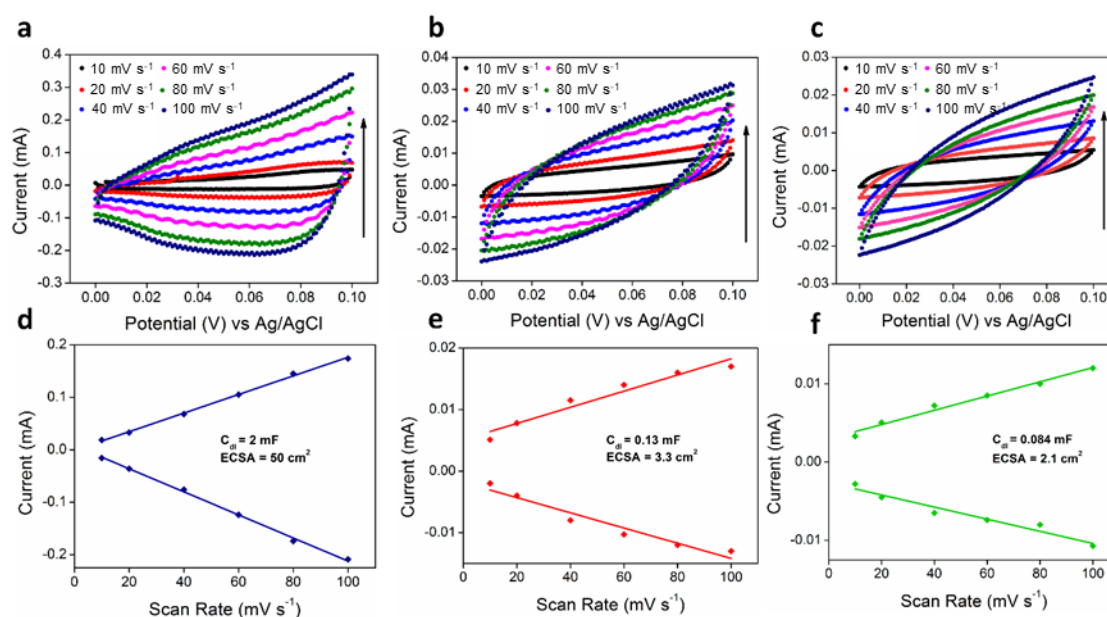 a
b
c
10 mV s⁻¹ 60 mV s⁻¹
20 mV s⁻¹ 80 mV s⁻¹
40 mV s⁻¹ 100 mV s⁻¹
0.4
0.3
0.2
0.1
0.0
-0.1
-0.2
-0.3
Current (mA)
0.00 0.02 0.04 0.06 0.08 0.10
Potential (V) vs Ag/AgCl
10 mV s⁻¹ 60 mV s⁻¹
20 mV s⁻¹ 80 mV s⁻¹
40 mV s⁻¹ 100 mV s⁻¹
0.04
0.03
0.02
0.01
0.00
-0.01
-0.02
-0.03
Current (mA)
0.00 0.02 0.04 0.06 0.08 0.10
Potential (V) vs Ag/AgCl
10 mV s⁻¹ 60 mV s⁻¹
20 mV s⁻¹ 80 mV s⁻¹
40 mV s⁻¹ 100 mV s⁻¹
0.03
0.02
0.01
0.00
-0.01
-0.02
-0.03
Current (mA)
0.00 0.02 0.04 0.06 0.08 0.10
Potential (V) vs Ag/AgCl
d
e
f
0.2
0.1
0.0
-0.1
-0.2
Current (mA)
C_dl = 2 mF
ECSA = 50 cm²
0 20 40 60 80 100
Scan Rate (mV s⁻¹)
0.02
0.01
0.00
-0.01
Current (mA)
C_dl = 0.13 mF
ECSA = 3.3 cm²
0 20 40 60 80 100
Scan Rate (mV s⁻¹)
0.01
0.00
-0.01
Current (mA)
C_dl = 0.084 mF
ECSA = 2.1 cm²
0 20 40 60 80 100
Scan Rate (mV s⁻¹)